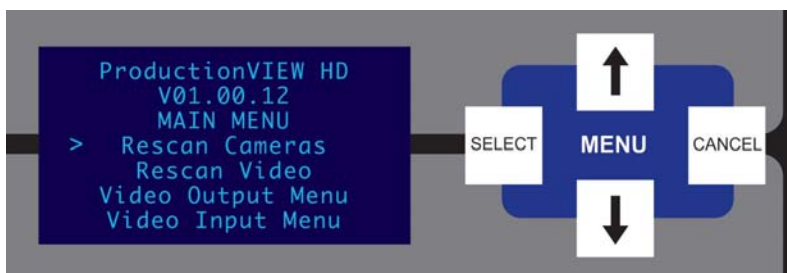 ProductionVIEW HD
V01.00.12
MAIN MENU
> Rescan Cameras
Rescan Video
Video Output Menu
Video Input Menu
SELECT
MENU
CANCEL